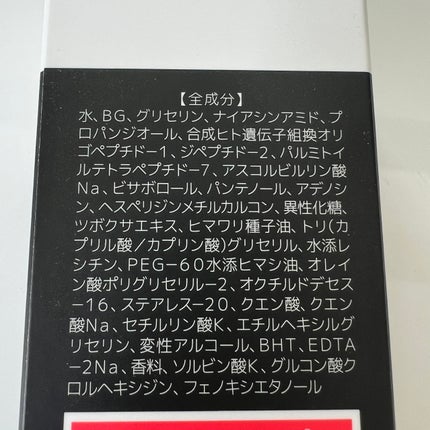 【全成分】
水、BG、グリセリン、ナイアシンアミド、プ
ロパンジオール、合成ヒト遺伝子組換オリ
ゴペプチドー1、ジペプチドー2、パルミトイ
ルテトラペプチドー7、アスコルビルリン酸
Na、ビサボロール、パンテノール、アデノシ
ン、ヘスペリジンメチルカルコン、異性化糖、
ツボクサエキス、ヒマワリ種子油、トリ(カ
プリル酸/カプリン酸)グリセリル、水添レ
シチン、PEG-60水添ヒマシ油、オレイ
ン酸ポリグリセリル-2、オクチルドデセス
-16、ステアレス-20、クエン酸、クエン
酸Na、セチルリン酸K、エチルヘキシルグ
リセリン、変性アルコール、BHT、EDTA
-2Na、香料、ソルビン酸K、グルコン酸ク
ロルヘキシジン、フェノキシエタノール